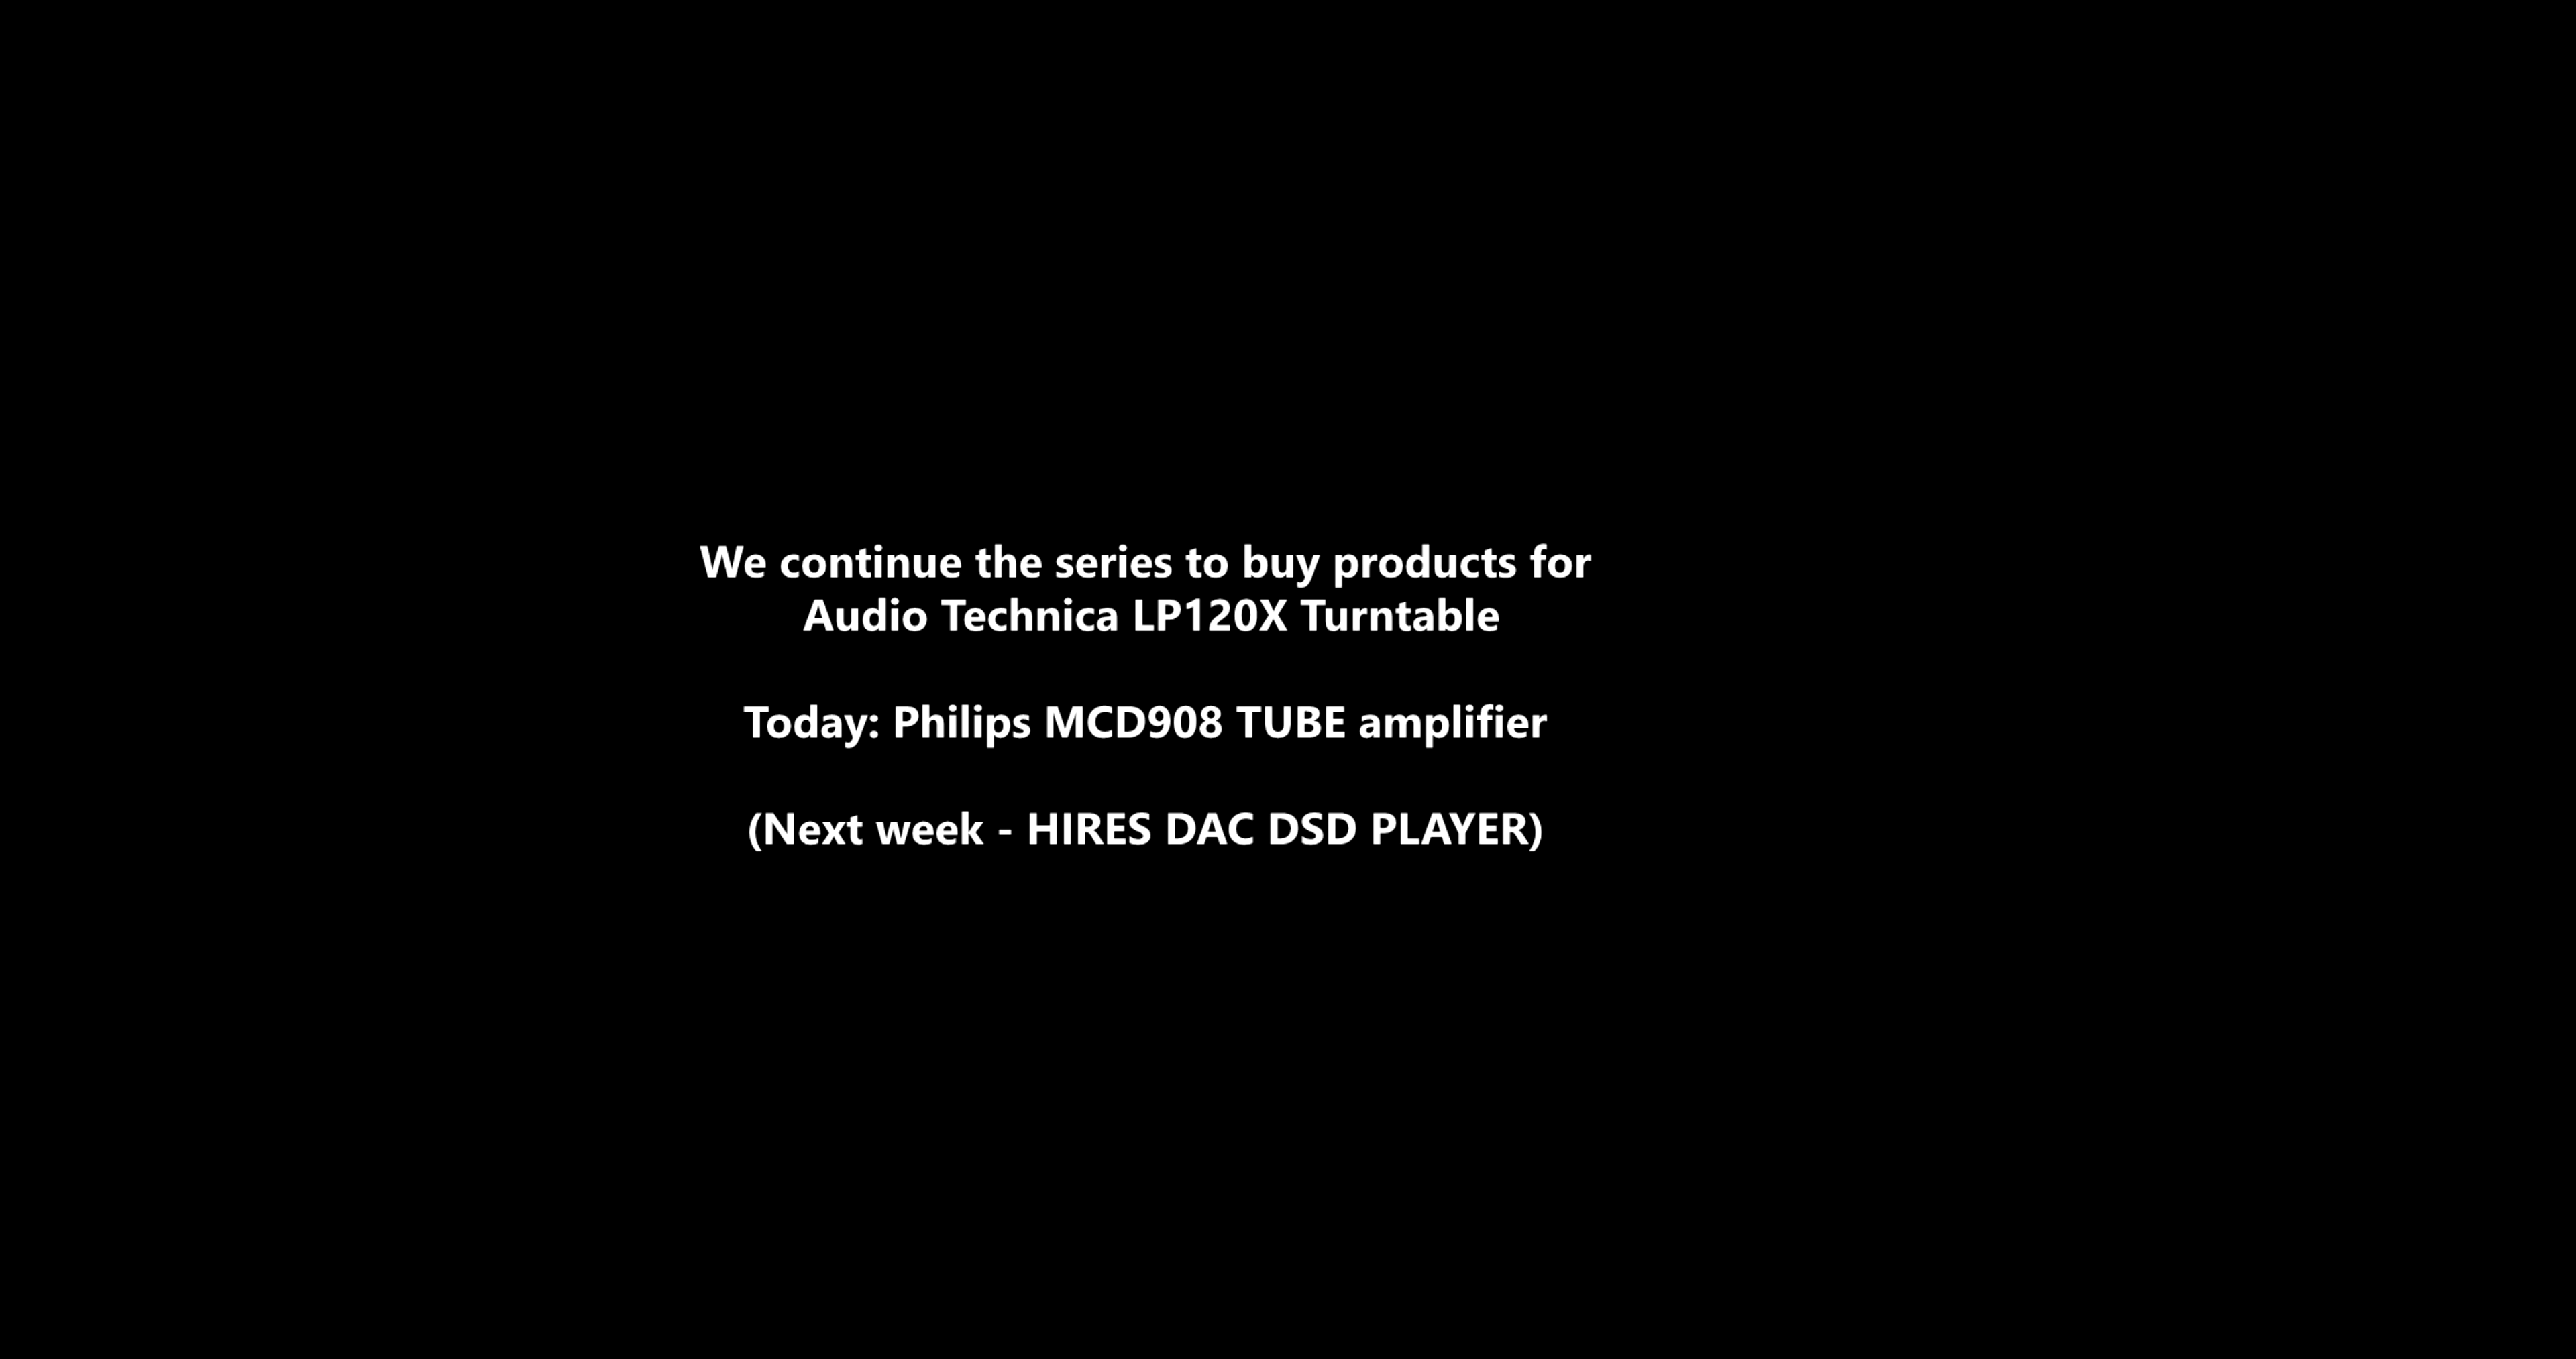 We continue the series to buy products for
Audio Technica LP120X Turntable
Today: Philips MCD908 TUBE amplifier
(Next week - HIRES DAC DSD PLAYER)